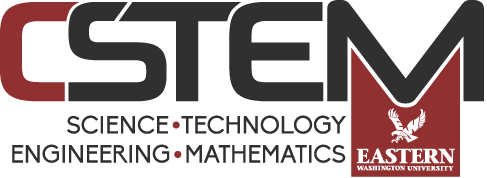 CSTEM
SCIENCE•TECHNOLOGY
ENGINEERING•MATHEMATICS
EASTERN
WASHINGTON UNIVERSITY